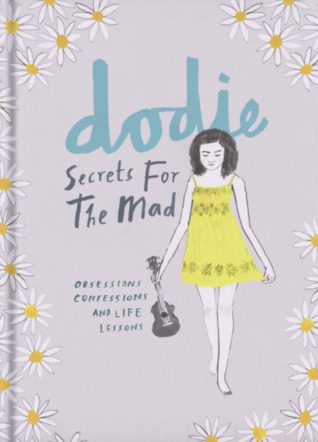 dodie
Secrets For
The Mad
OBSESSIONS
CONFESSIONS
AND LIFE
LESSONS